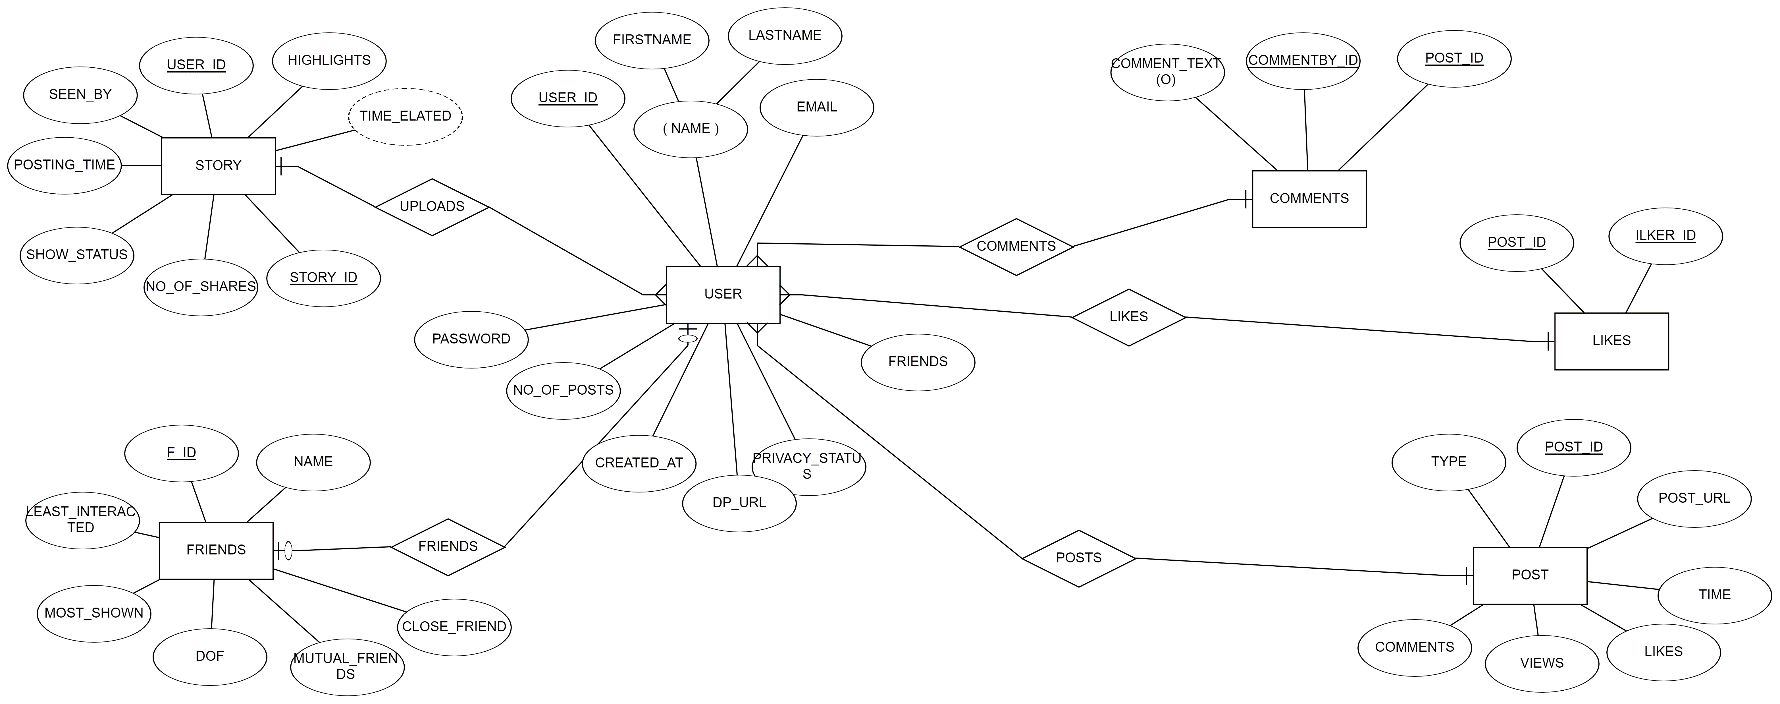 USER_ID
HIGHLIGHTS
SEEN_BY
TIME_ELATED
POSTING_TIME
STORY
SHOW_STATUS
NO_OF_SHARES
STORY_ID
UPLOADS
FIRSTNAME
LASTNAME
USER_ID
( NAME )
EMAIL
USER
PASSWORD
NO_OF_POSTS
CREATED_AT
DP_URL
PRIVACY_STATU
S
FRIENDS
COMMENT_TEXT
(O)
COMMENTBY_ID
POST_ID
COMMENTS
COMMENTS
POST_ID
ILKER_ID
LIKES
LIKES
F_ID
NAME
LEAST_INTERAC
TED
FRIENDS
FRIENDS
MOST_SHOWN
DOF
MUTUAL_FRIEN
DS
CLOSE_FRIEND
POSTS
TYPE
POST_ID
POST_URL
POST
TIME
COMMENTS
VIEWS
LIKES